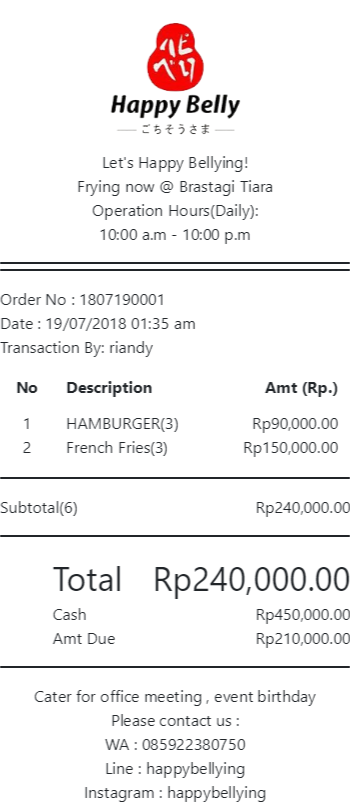 ハピ
べり
Happy Belly
ごちそうさま
Let's Happy Bellying!
Frying now @ Brastagi Tiara
Operation Hours(Daily):
10:00 a.m - 10:00 p.m
Order No : 1807190001
Date : 19/07/2018 01:35 am
Transaction By: riandy
No Description Amt (Rp.)
1 HAMBURGER(3) Rp90,000.00
2 French Fries(3) Rp150,000.00
Subtotal(6) Rp240,000.00
Total Rp240,000.00
Cash Rp450,000.00
Amt Due Rp210,000.00
Cater for office meeting , event birthday
Please contact us :
WA : 085922380750
Line : happybellying
Instagram : happybellying